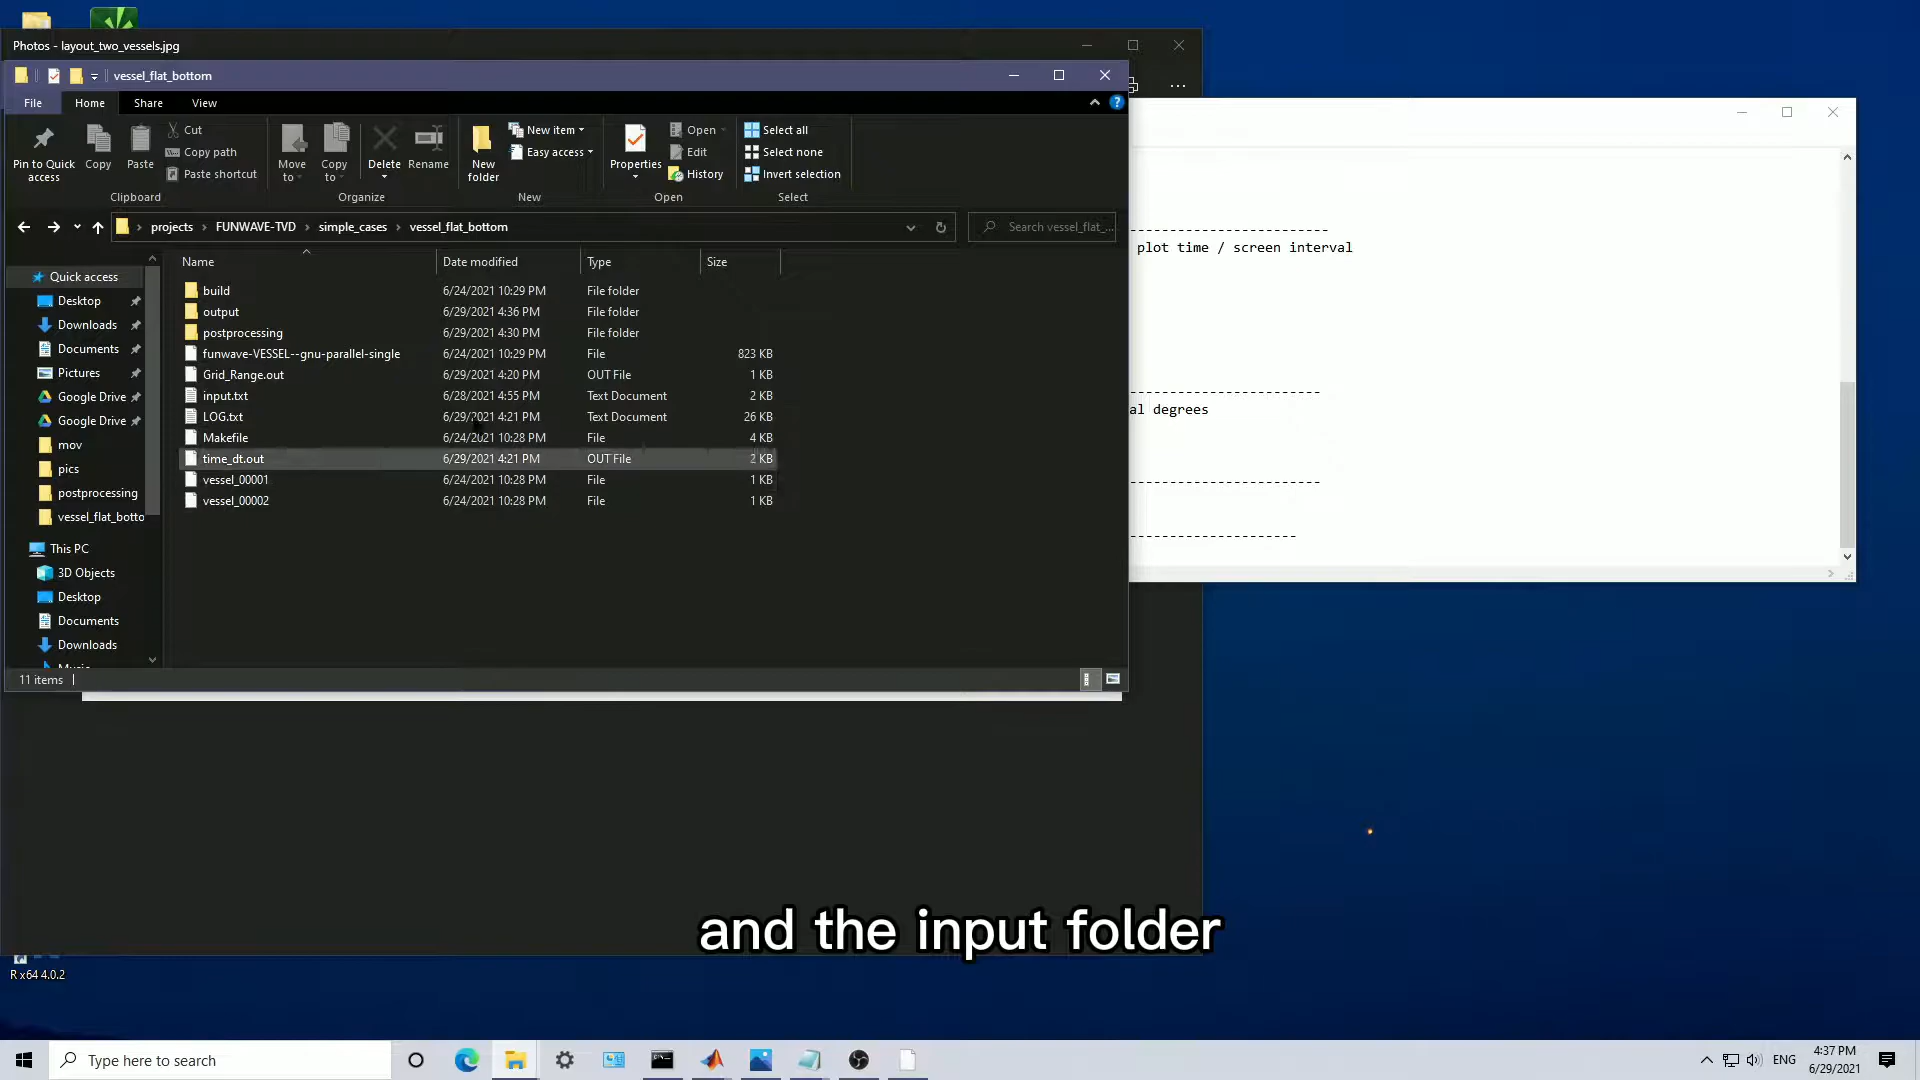 Photos - layout_two_vessels.jpg
vessel_flat_bottom
File Home Share View
Pin to Quick access
Copy
Paste
Cut
Copy path
Paste shortcut
Clipboard
Move to
Copy to
Delete
Rename
Organize
New folder
New item
Easy access
New
Properties
Open
Edit
History
Open
Select all
Select none
Invert selection
Select
projects › FUNWAVE-TVD › simple_cases › vessel_flat_bottom
Search vessel_flat_...
Name Date modified Type Size
build 6/24/2021 10:29 PM File folder
output 6/29/2021 4:36 PM File folder
postprocessing 6/29/2021 4:30 PM File folder
funwave-VESSEL--gnu-parallel-single 6/24/2021 10:29 PM File 823 KB
Grid_Range.out 6/29/2021 4:20 PM OUT File 1 KB
input.txt 6/28/2021 4:55 PM Text Document 2 KB
LOG.txt 6/29/2021 4:21 PM Text Document 26 KB
Makefile 6/24/2021 10:28 PM File 4 KB
time_dt.out 6/29/2021 4:21 PM OUT File 2 KB
vessel_00001 6/24/2021 10:28 PM File 1 KB
vessel_00002 6/24/2021 10:28 PM File 1 KB
Quick access
Desktop
Downloads
Documents
Pictures
Google Drive
Google Drive
mov
pics
postprocessing
vessel_flat_botto
This PC
3D Objects
Desktop
Documents
Downloads
11 items
-------------------------
plot time / screen interval
------------------------
al degrees
------------------------
---------------------
and the input folder
R x64 4.0.2
Type here to search
ENG
4:37 PM
6/29/2021